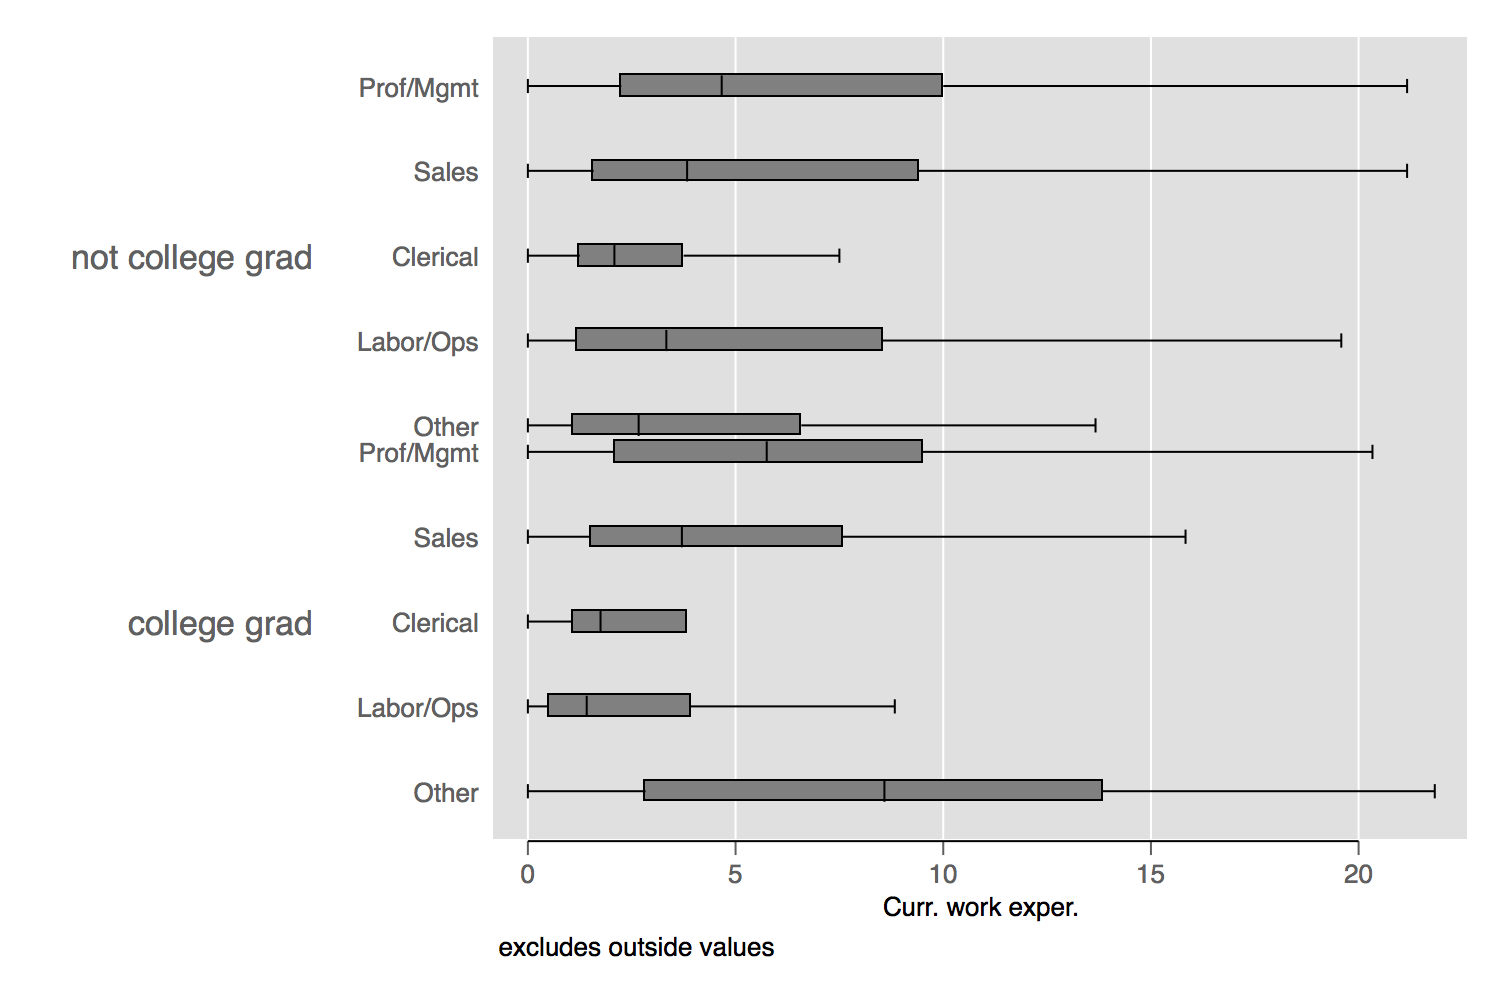 Prof/Mgmt
Sales
not college grad Clerical
Labor/Ops
Other
Prof/Mgmt
Sales
college grad Clerical
Labor/Ops
Other
0 5 10 15 20
Curr. work exper.
excludes outside values